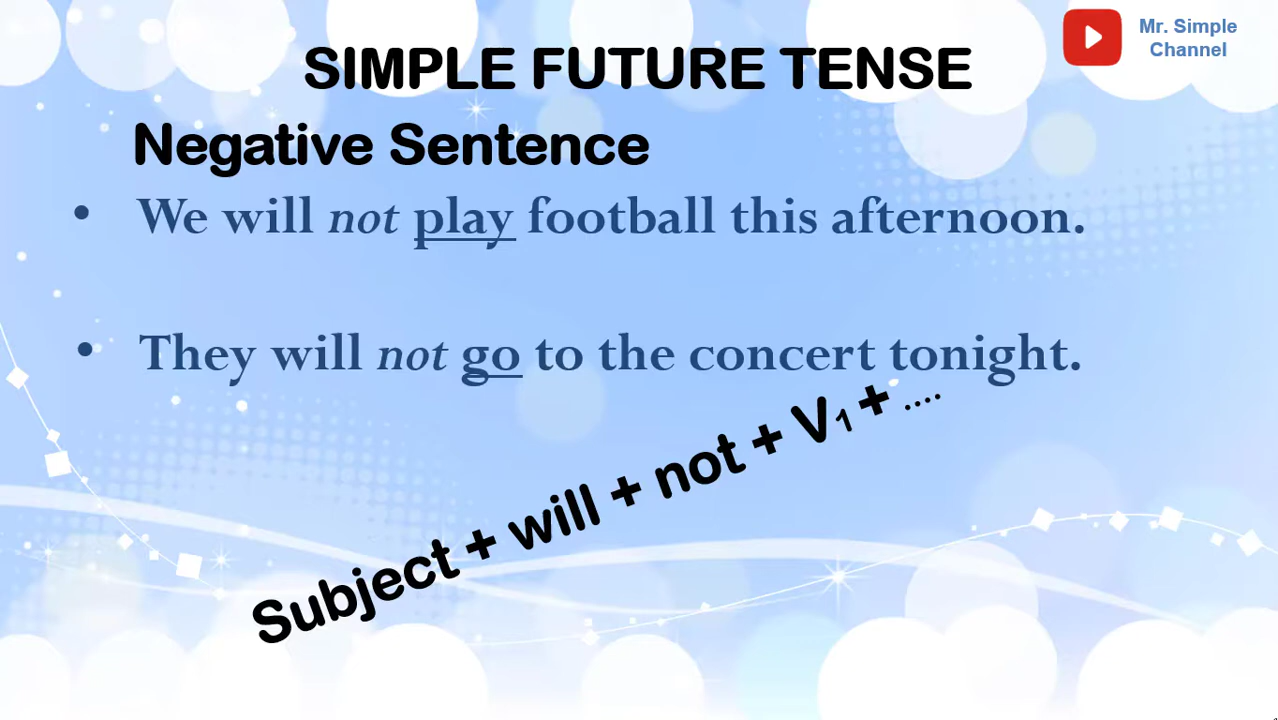 Mr. Simple
Channel
SIMPLE FUTURE TENSE
Negative Sentence
• We will not play football this afternoon.
• They will not go to the concert tonight.
Subject + will + not + V₁ + ....